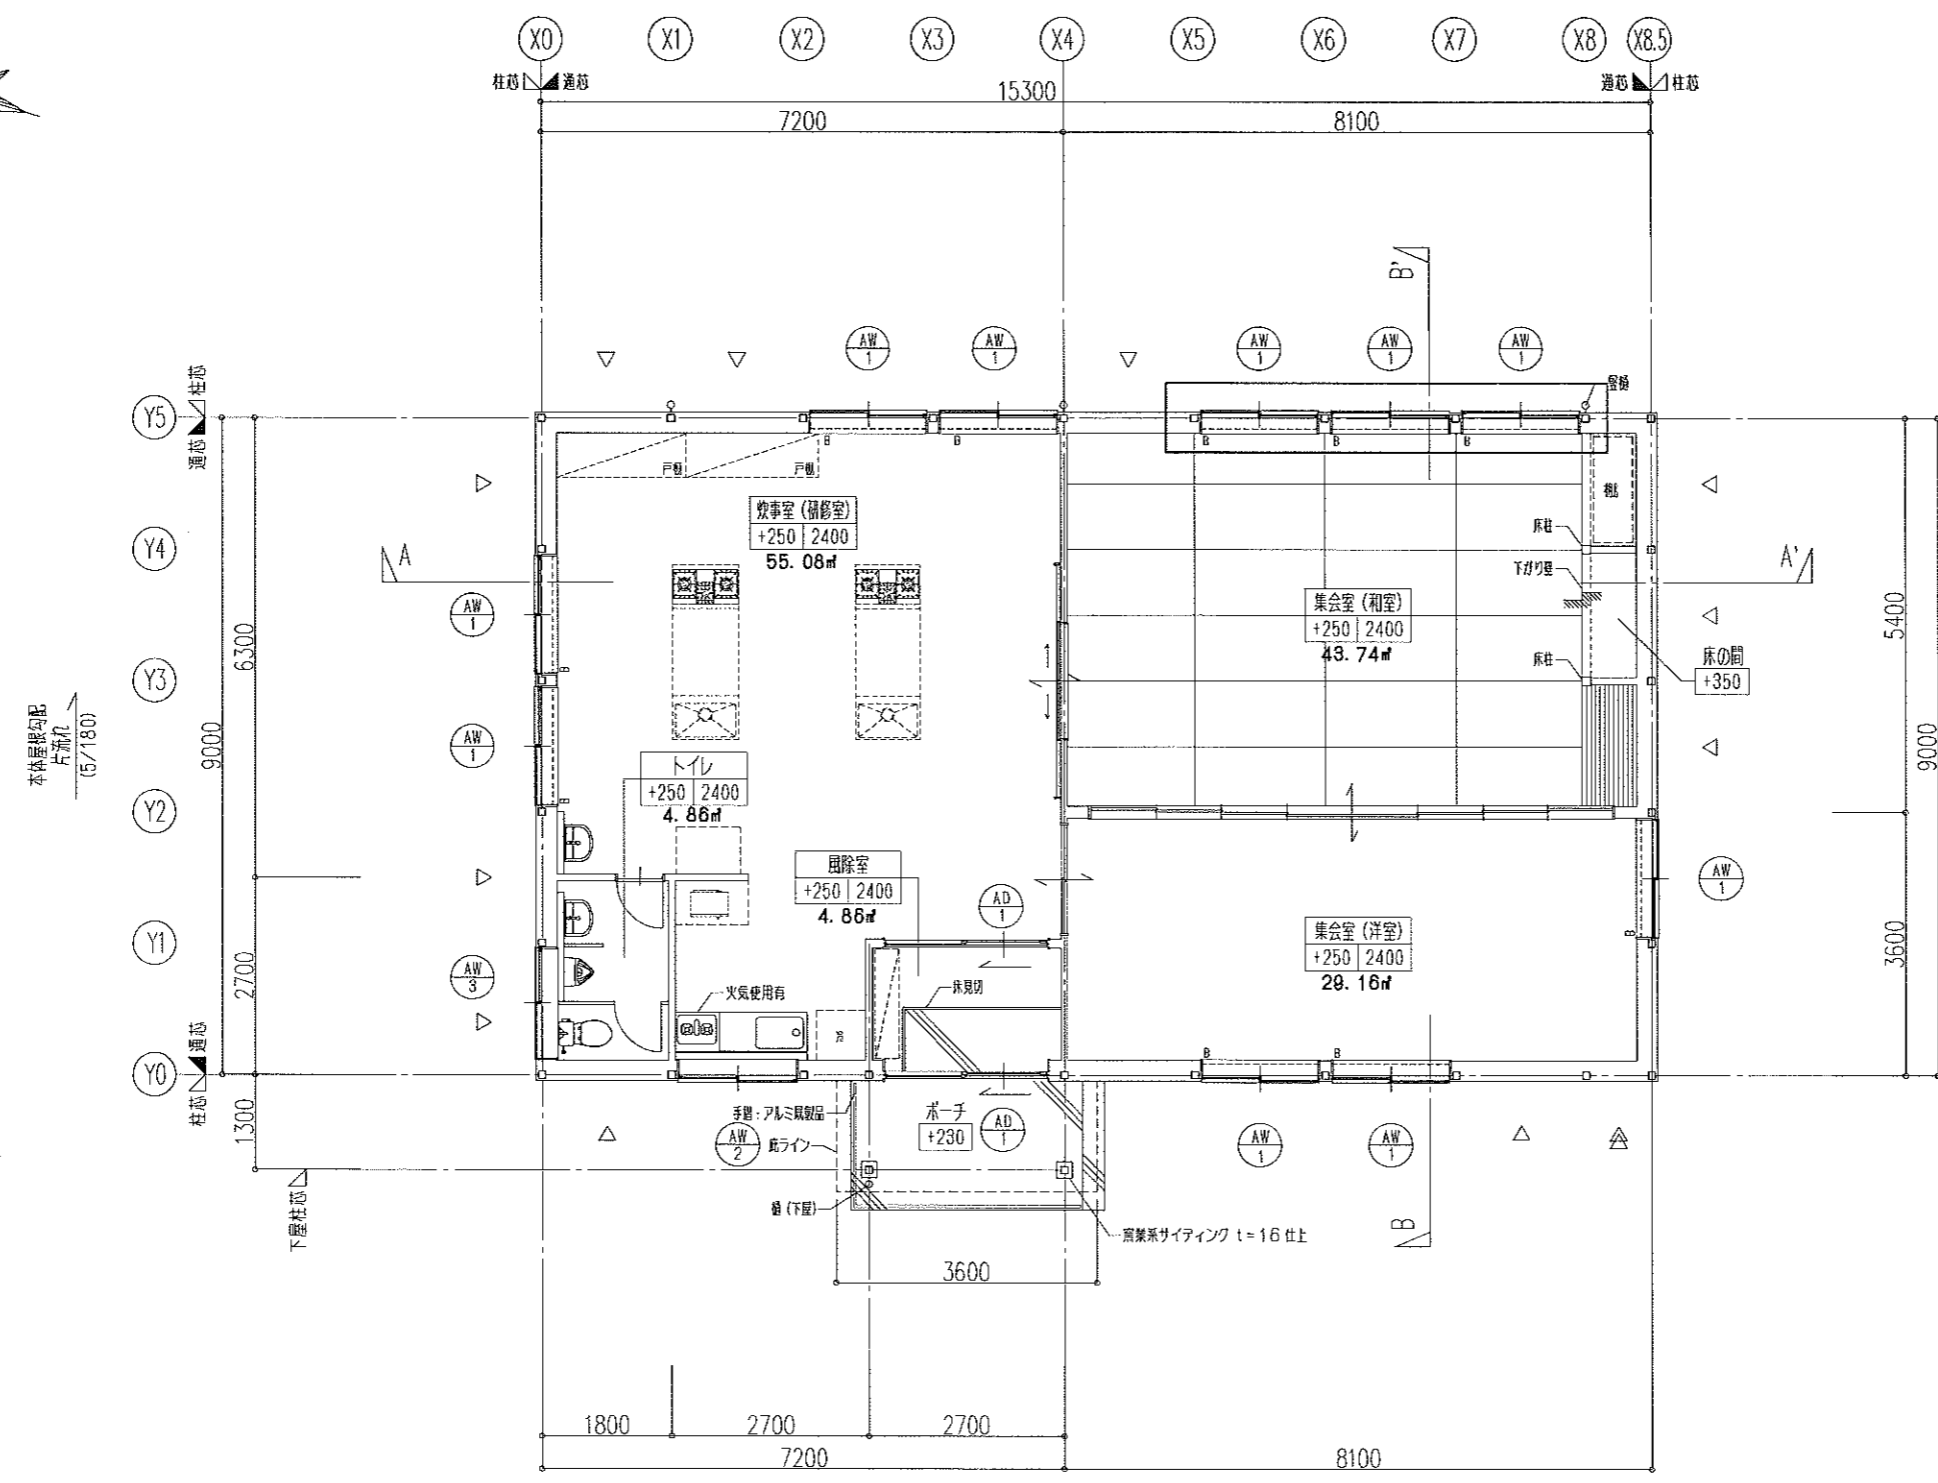 X0 X1 X2 X3 X4 X5 X6 X7 X8 X8.5
柱芯 通芯 通芯 柱芯
15300
7200 8100
B'
AW 1
AW 1
AW 1
AW 1
AW 1
竪樋
Y5
柱芯
通芯
B B B B B
戸棚 戸棚
棚
炊事室 (研修室)
+250 2400
55.08㎡
床柱
Y4
A
A'
下がり壁
集会室 (和室)
+250 2400
43.74㎡
AW 1
5400
6300
床柱
床の間
+350
Y3
B
本体屋根勾配
片流れ
(5/180)
9000
9000
AW 1
トイレ
+250 2400
4.86㎡
B
Y2
風除室
+250 2400
4.86㎡
AD 1
AW 1
Y1
集会室 (洋室)
+250 2400
29.16㎡
B
3600
2700
AW 3
火気使用有
床見切
B B
Y0
通芯
柱芯
1300
手摺:アルミ既製品
ポーチ
+230
AD 1
AW 2
庇ライン
AW 1
AW 1
下屋柱芯
樋 (下屋)
窯業系サイディング t=16 仕上
B
3600
1800 2700 2700
7200 8100